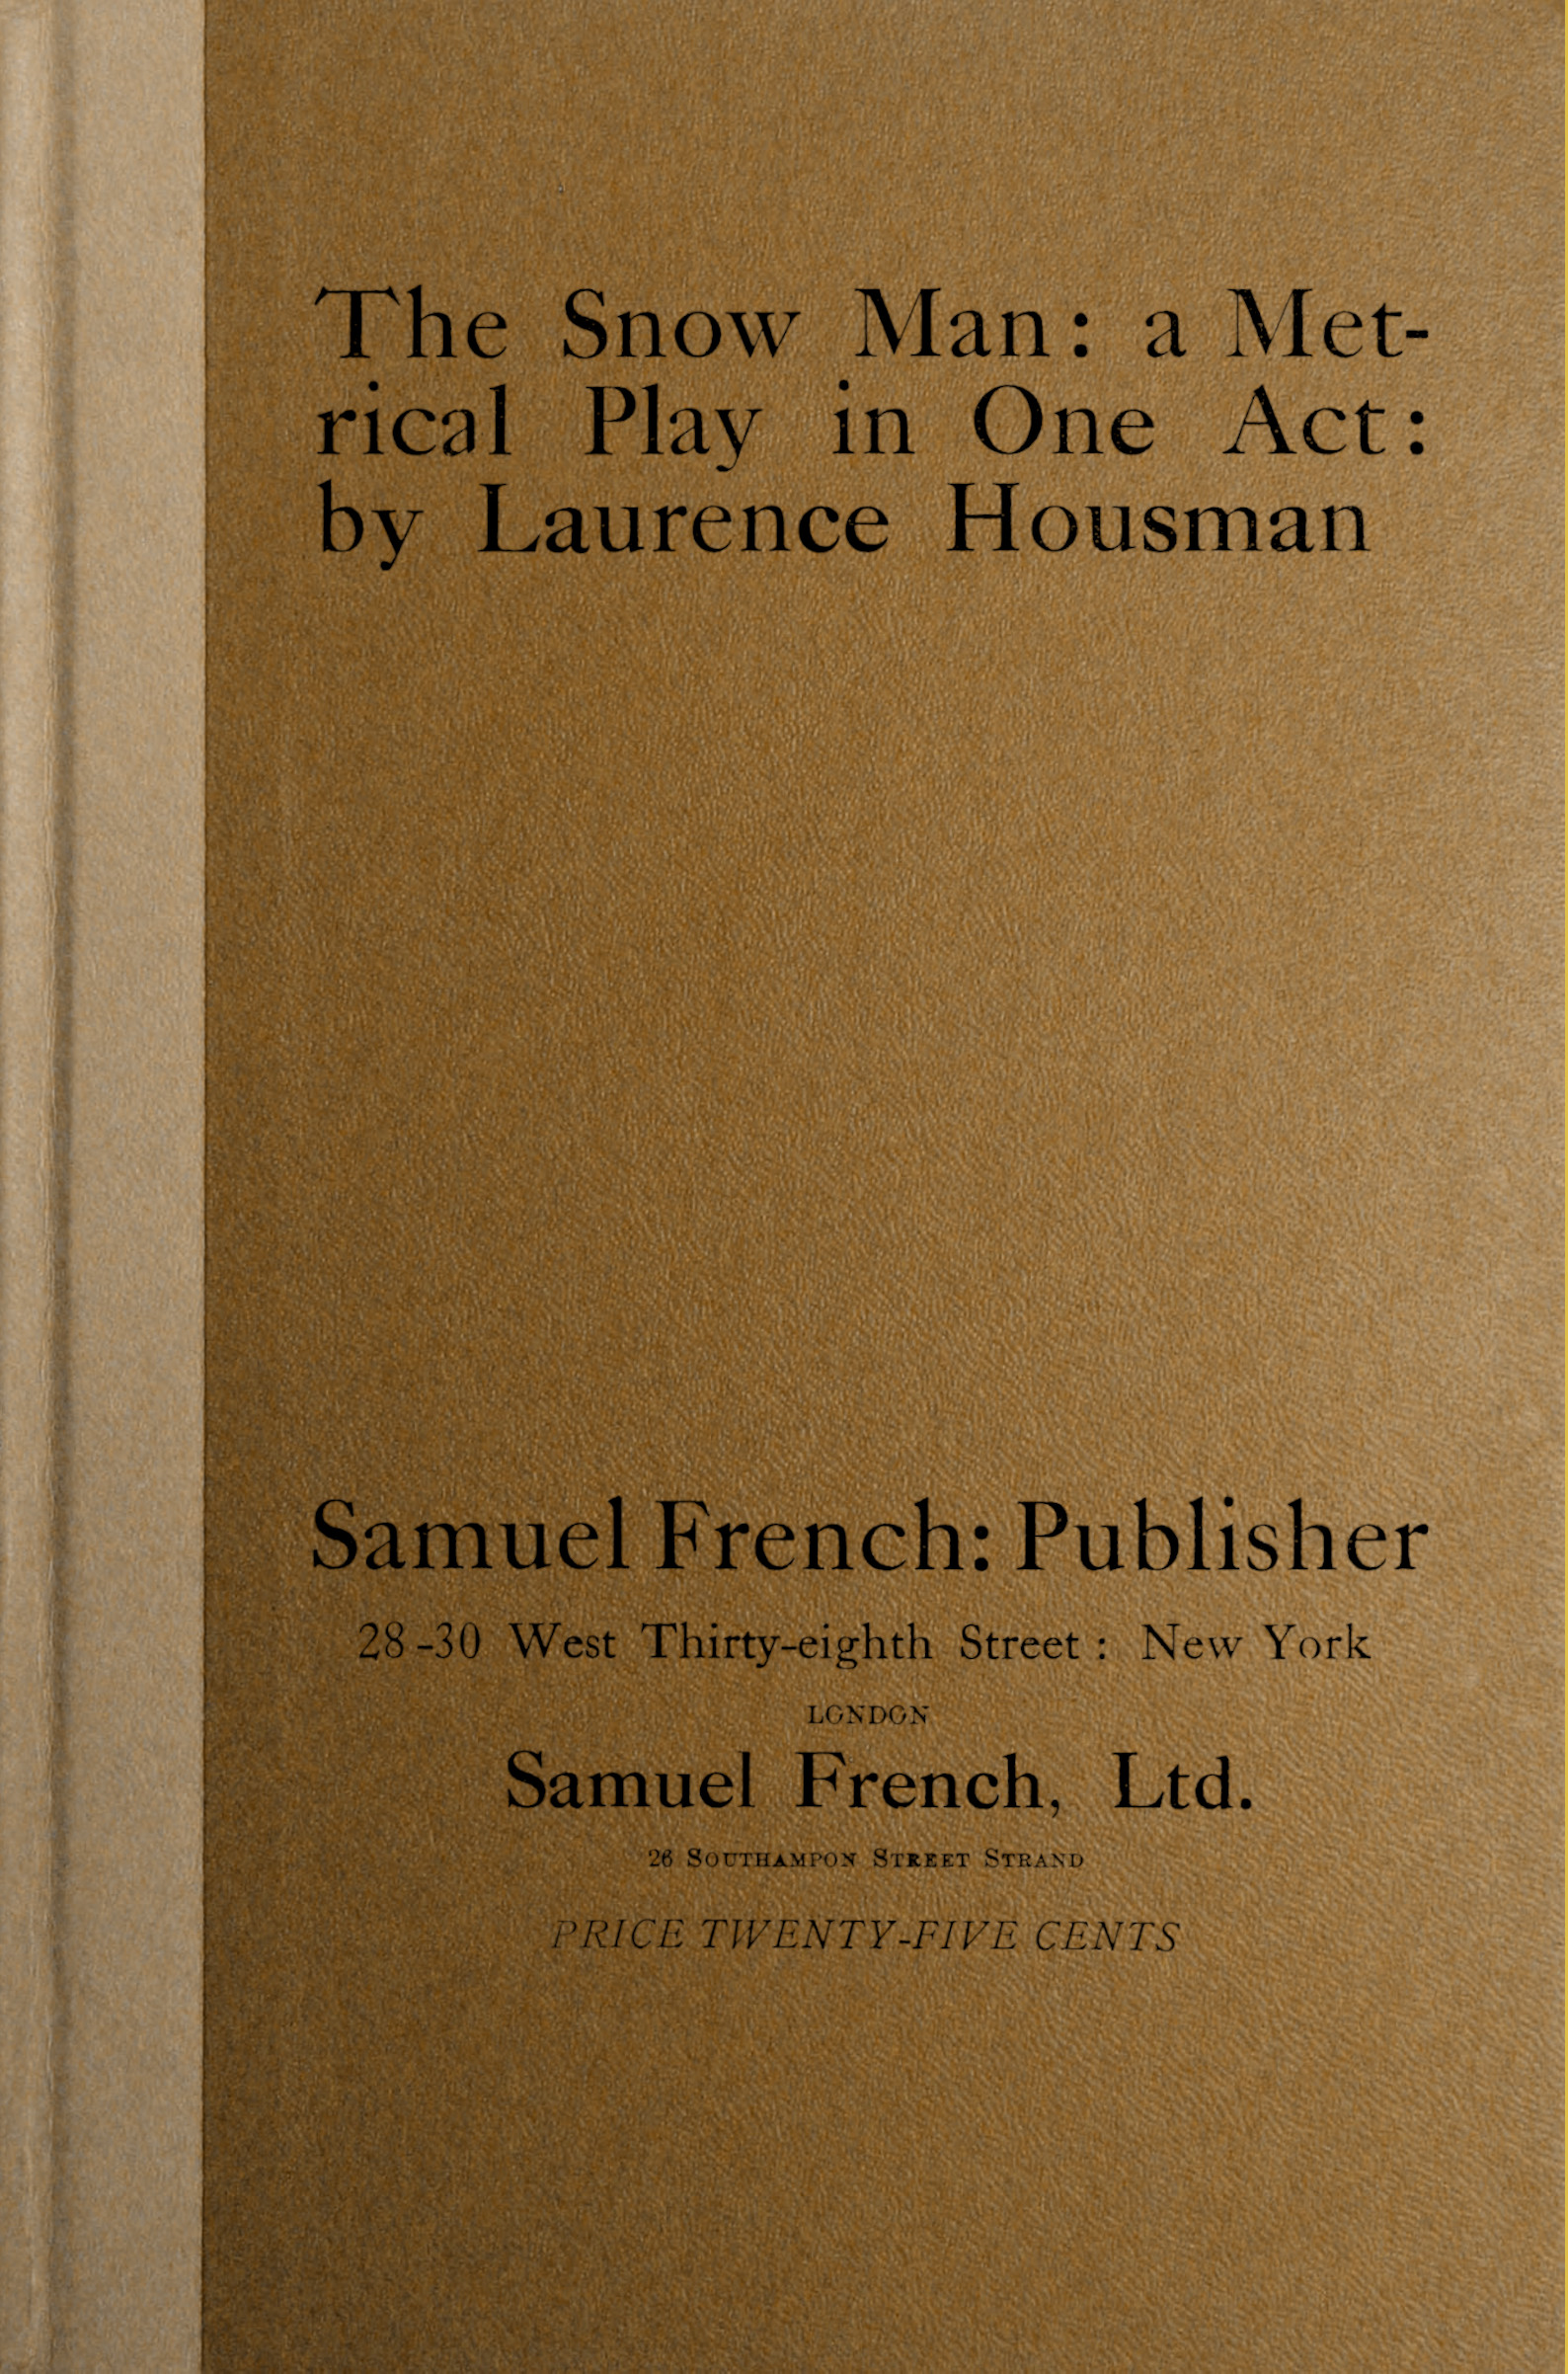 The Snow Man: a Met-
rical Play in One Act:
by Laurence Housman
Samuel French: Publisher
28-30 West Thirty-eighth Street: New York
LONDON
Samuel French, Ltd.
26 SOUTHAMPON STREET STRAND
PRICE TWENTY-FIVE CENTS